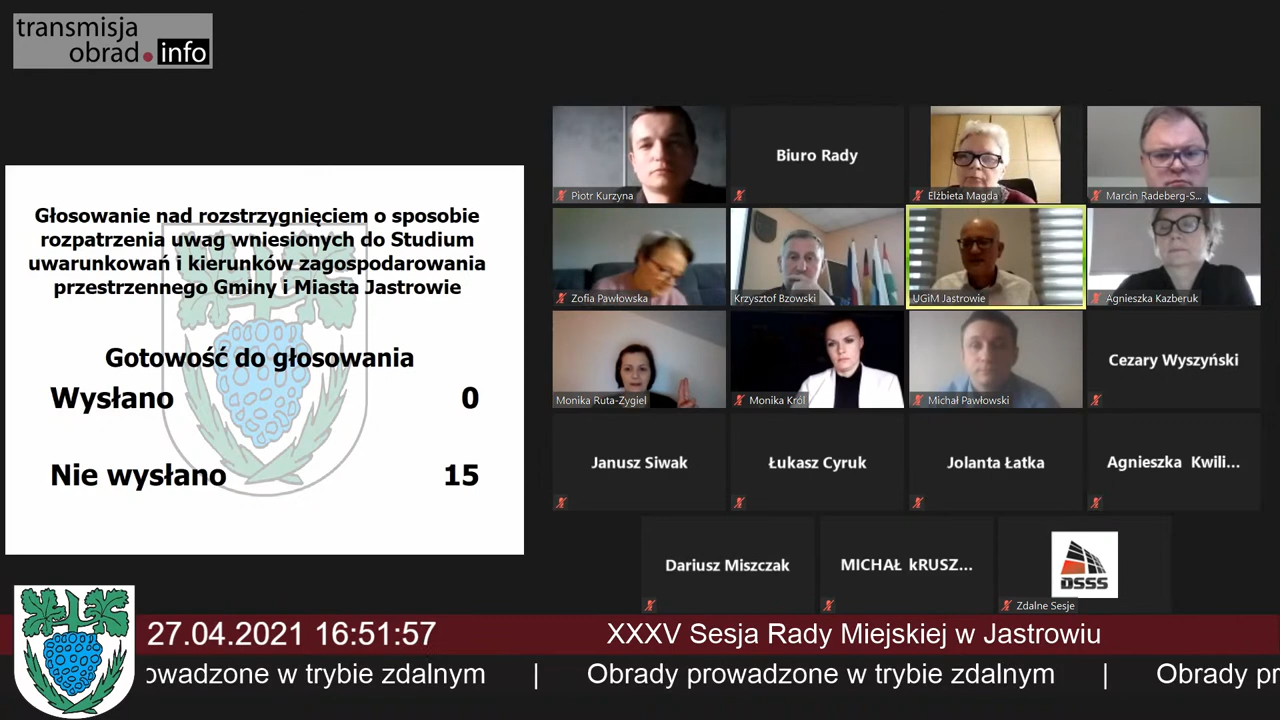 transmisja
obrad.info
Głosowanie nad rozstrzygnięciem o sposobie
rozpatrzenia uwag wniesionych do Studium
uwarunkowań i kierunków zagospodarowania
przestrzennego Gminy i Miasta Jastrowie
Gotowość do głosowania
Wysłano 0
Nie wysłano 15
Piotr Kurzyna
Biuro Rady
Elżbieta Magda
Marcin Radeberg-S...
Zofia Pawłowska
Krzysztof Bzowski
UGiM Jastrowie
Agnieszka Kazberuk
Monika Ruta-Zygiel
Monika Król
Michał Pawłowski
Cezary Wyszyński
Janusz Siwak
Łukasz Cyruk
Jolanta Łatka
Agnieszka Kwili...
Dariusz Miszczak
MICHAŁ kRUSZ...
DSSS
Zdalne Sesje
27.04.2021 16:51:57 XXXV Sesja Rady Miejskiej w Jastrowiu
owadzone w trybie zdalnym | Obrady prowadzone w trybie zdalnym | Obrady pr